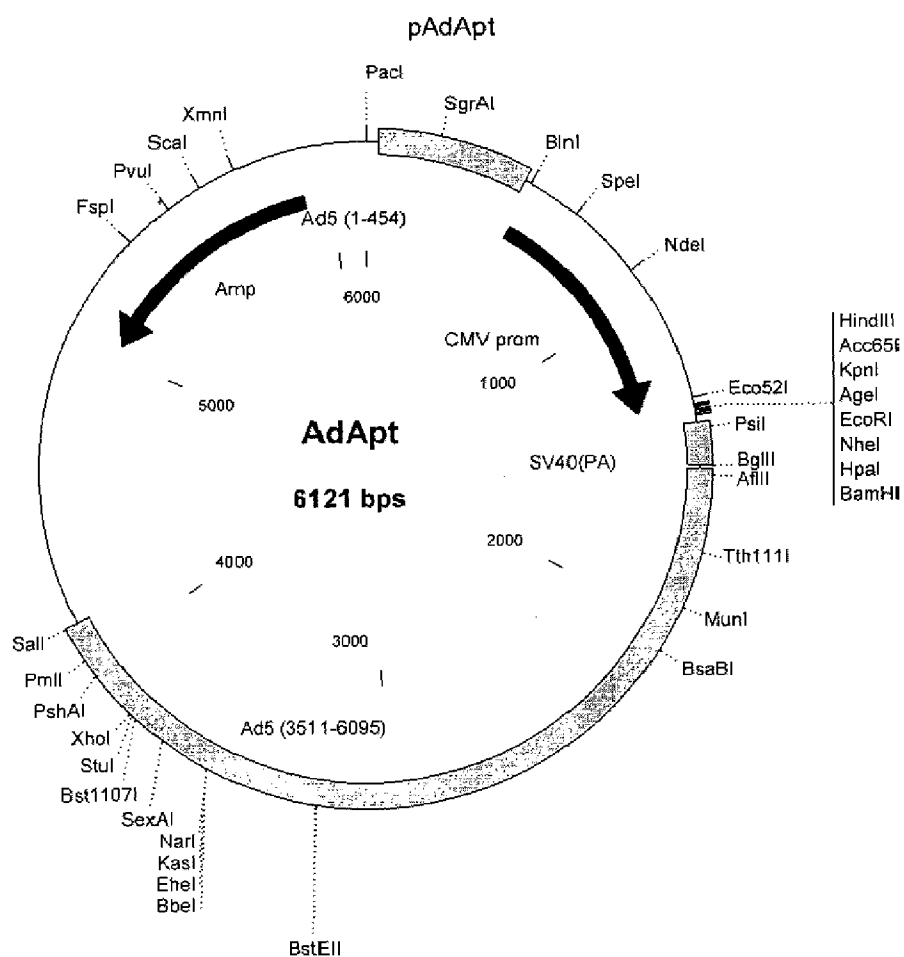 pAdApt
PacI
SgrAI
XmnI
BlnI
ScaI
SpeI
PvuI
FspI
Ad5 (1-454)
NdeI
Amp
6000
HindIII
Acc65I
KpnI
AgeI
EcoRI
NheI
HpaI
BamHI
CMV prom
1000
Eco52I
5000
PsiI
AdApt
SV40(PA)
BglII
AflII
6121 bps
2000
4000
Tth111I
MunI
SalI
3000
BsaBI
PmlI
PshAI
Ad5 (3511-6095)
XhoI
StuI
Bst1107I
SexAI
NarI
KasI
EheI
BbeI
BstEII